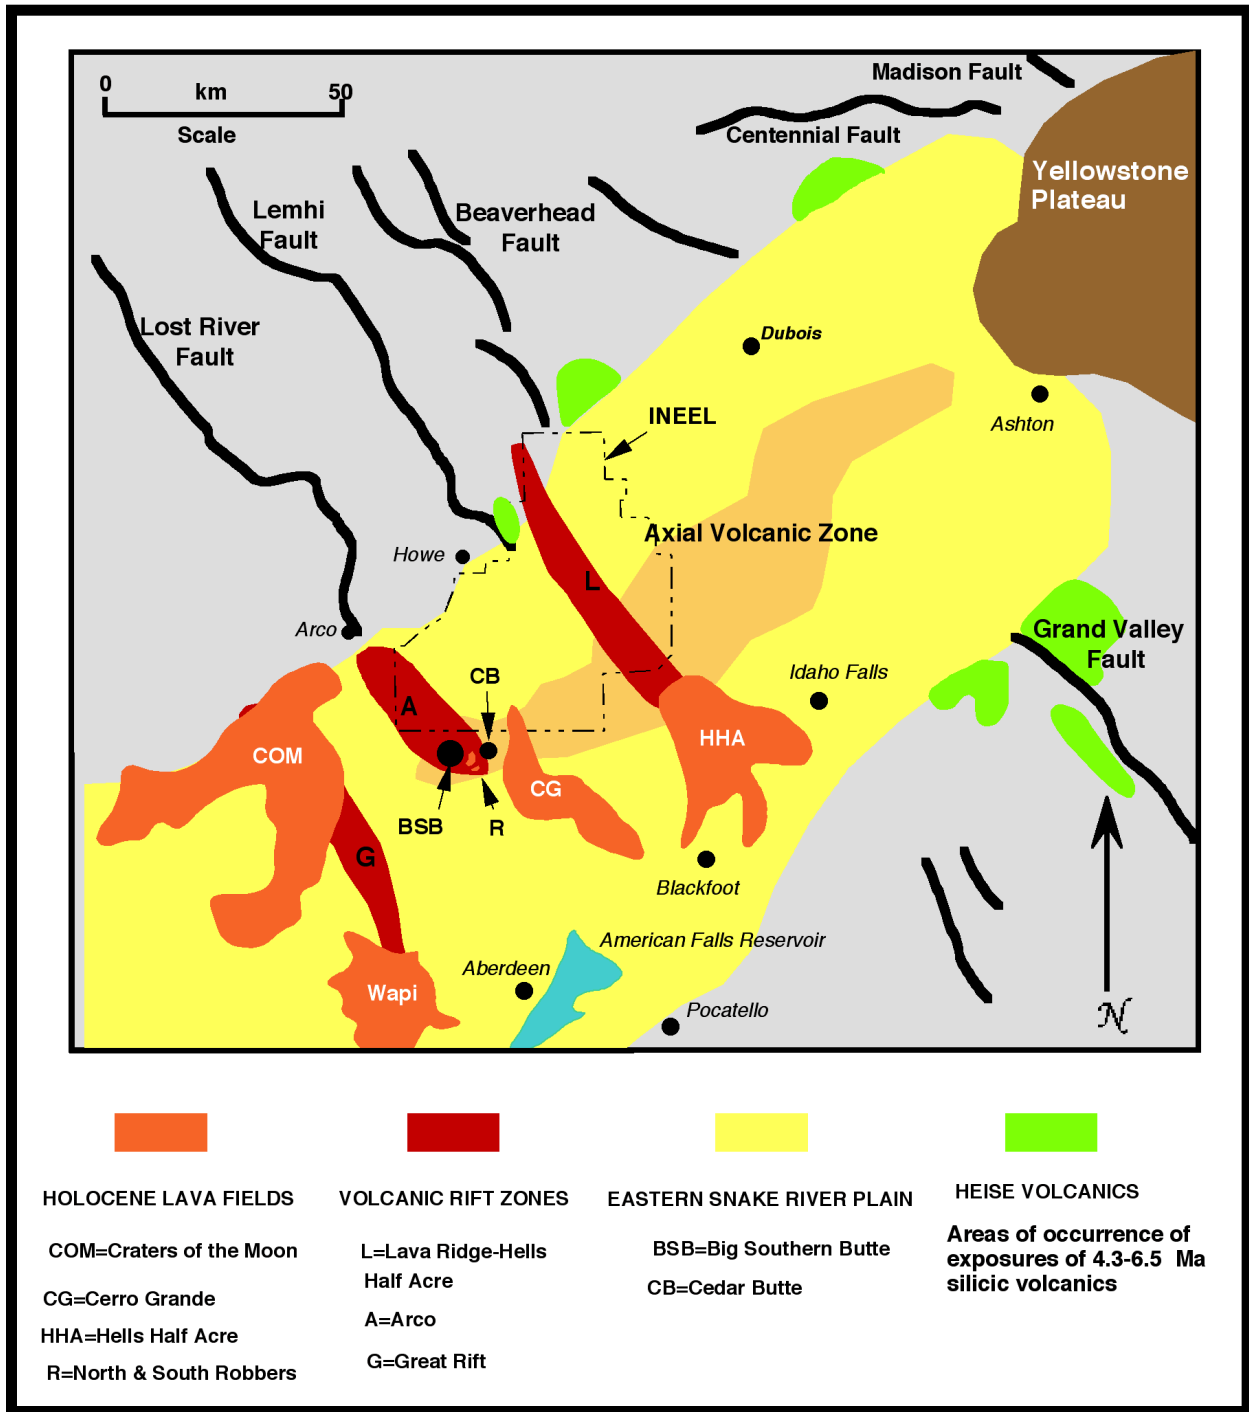 0 km 50
Scale
Madison Fault
Centennial Fault
Yellowstone
Plateau
Lemhi
Fault
Beaverhead
Fault
Lost River
Fault
Dubois
Ashton
INEEL
Axial Volcanic Zone
Howe
L
Arco
Grand Valley
Fault
Idaho Falls
CB
A
HHA
COM
CG
BSB
R
G
Blackfoot
American Falls Reservoir
Aberdeen
Wapi
Pocatello
N
HOLOCENE LAVA FIELDS
COM=Craters of the Moon
CG=Cerro Grande
HHA=Hells Half Acre
R=North & South Robbers
VOLCANIC RIFT ZONES
L=Lava Ridge-Hells
Half Acre
A=Arco
G=Great Rift
EASTERN SNAKE RIVER PLAIN
BSB=Big Southern Butte
CB=Cedar Butte
HEISE VOLCANICS
Areas of occurrence of
exposures of 4.3-6.5 Ma
silicic volcanics